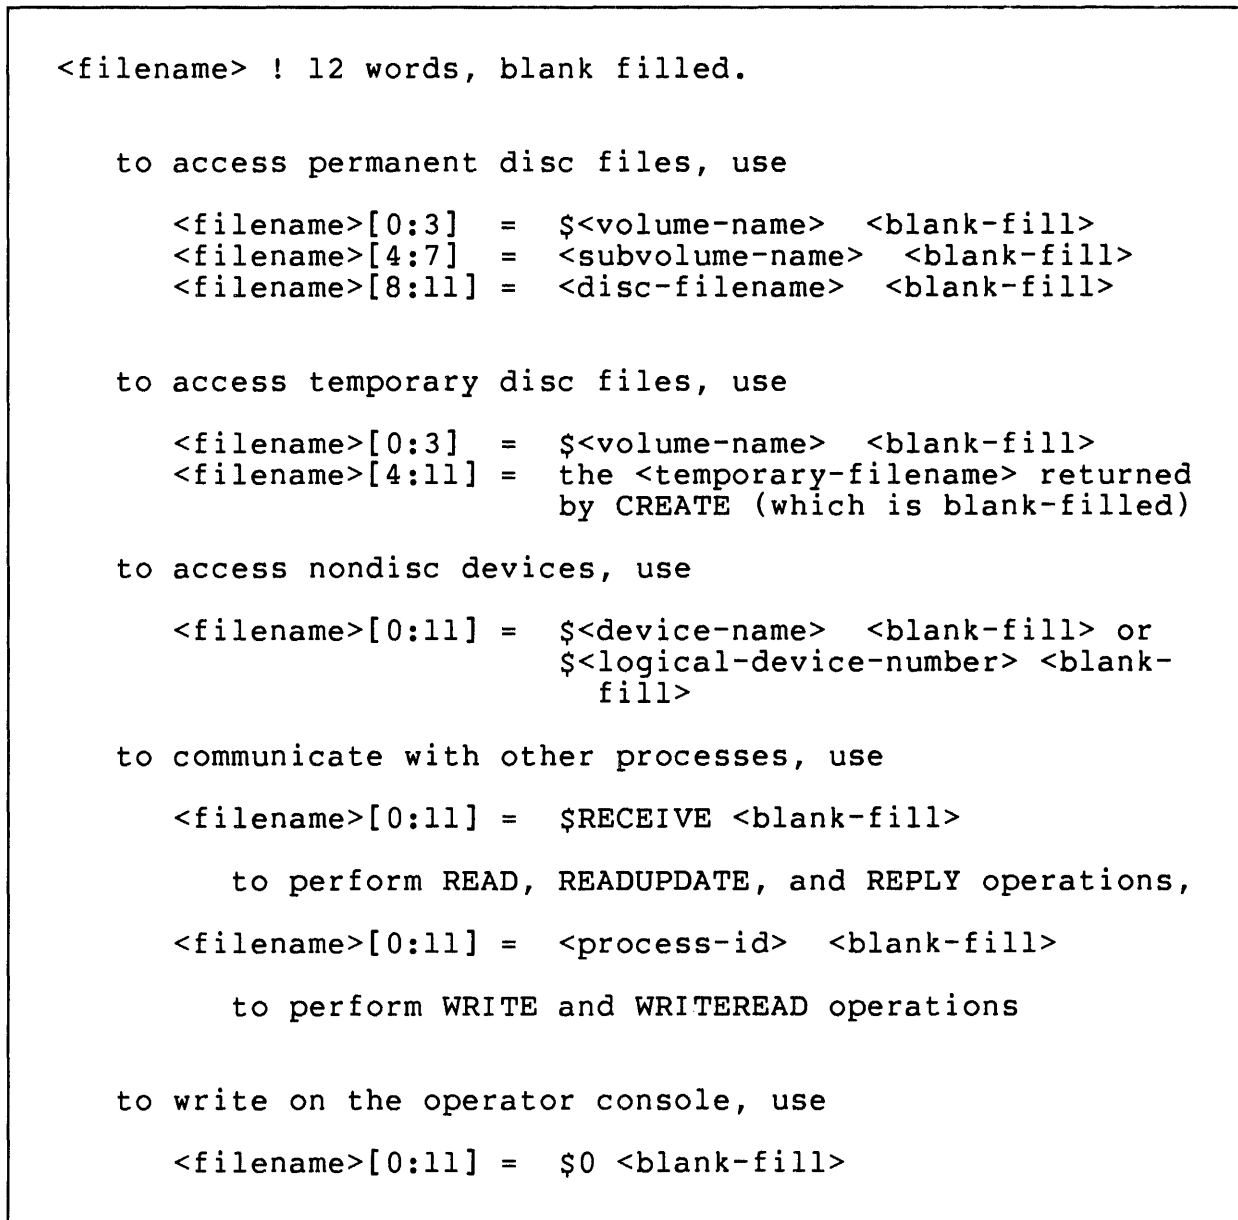 <filename> ! 12 words, blank filled.
to access permanent disc files, use
<filename>[0:3] = $<volume-name> <blank-fill>
<filename>[4:7] = <subvolume-name> <blank-fill>
<filename>[8:11] = <disc-filename> <blank-fill>
to access temporary disc files, use
<filename>[0:3] = $<volume-name> <blank-fill>
<filename>[4:11] = the <temporary-filename> returned
by CREATE (which is blank-filled)
to access nondisc devices, use
<filename>[0:11] = $<device-name> <blank-fill> or
$<logical-device-number> <blank-
fill>
to communicate with other processes, use
<filename>[0:11] = $RECEIVE <blank-fill>
to perform READ, READUPDATE, and REPLY operations,
<filename>[0:11] = <process-id> <blank-fill>
to perform WRITE and WRITEREAD operations
to write on the operator console, use
<filename>[0:11] = $0 <blank-fill>